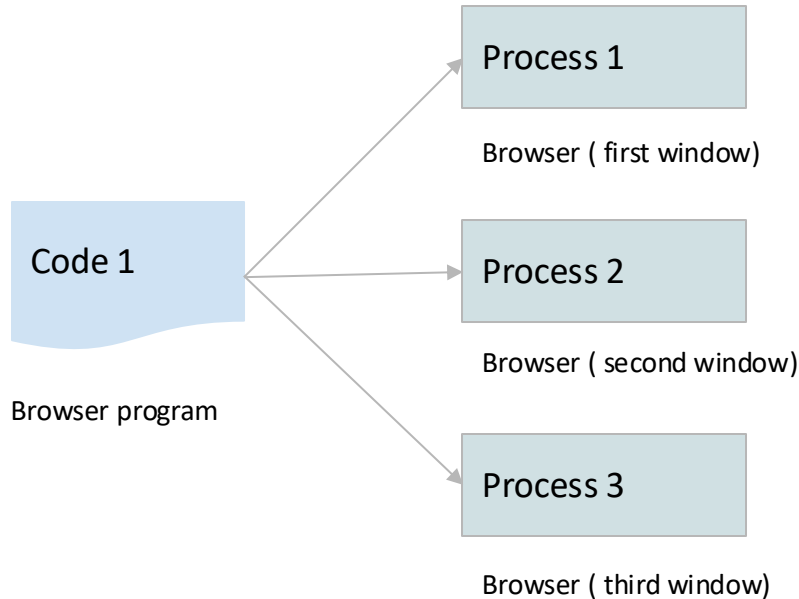 Process 1
Browser ( first window)
Code 1
Process 2
Browser ( second window)
Browser program
Process 3
Browser ( third window)